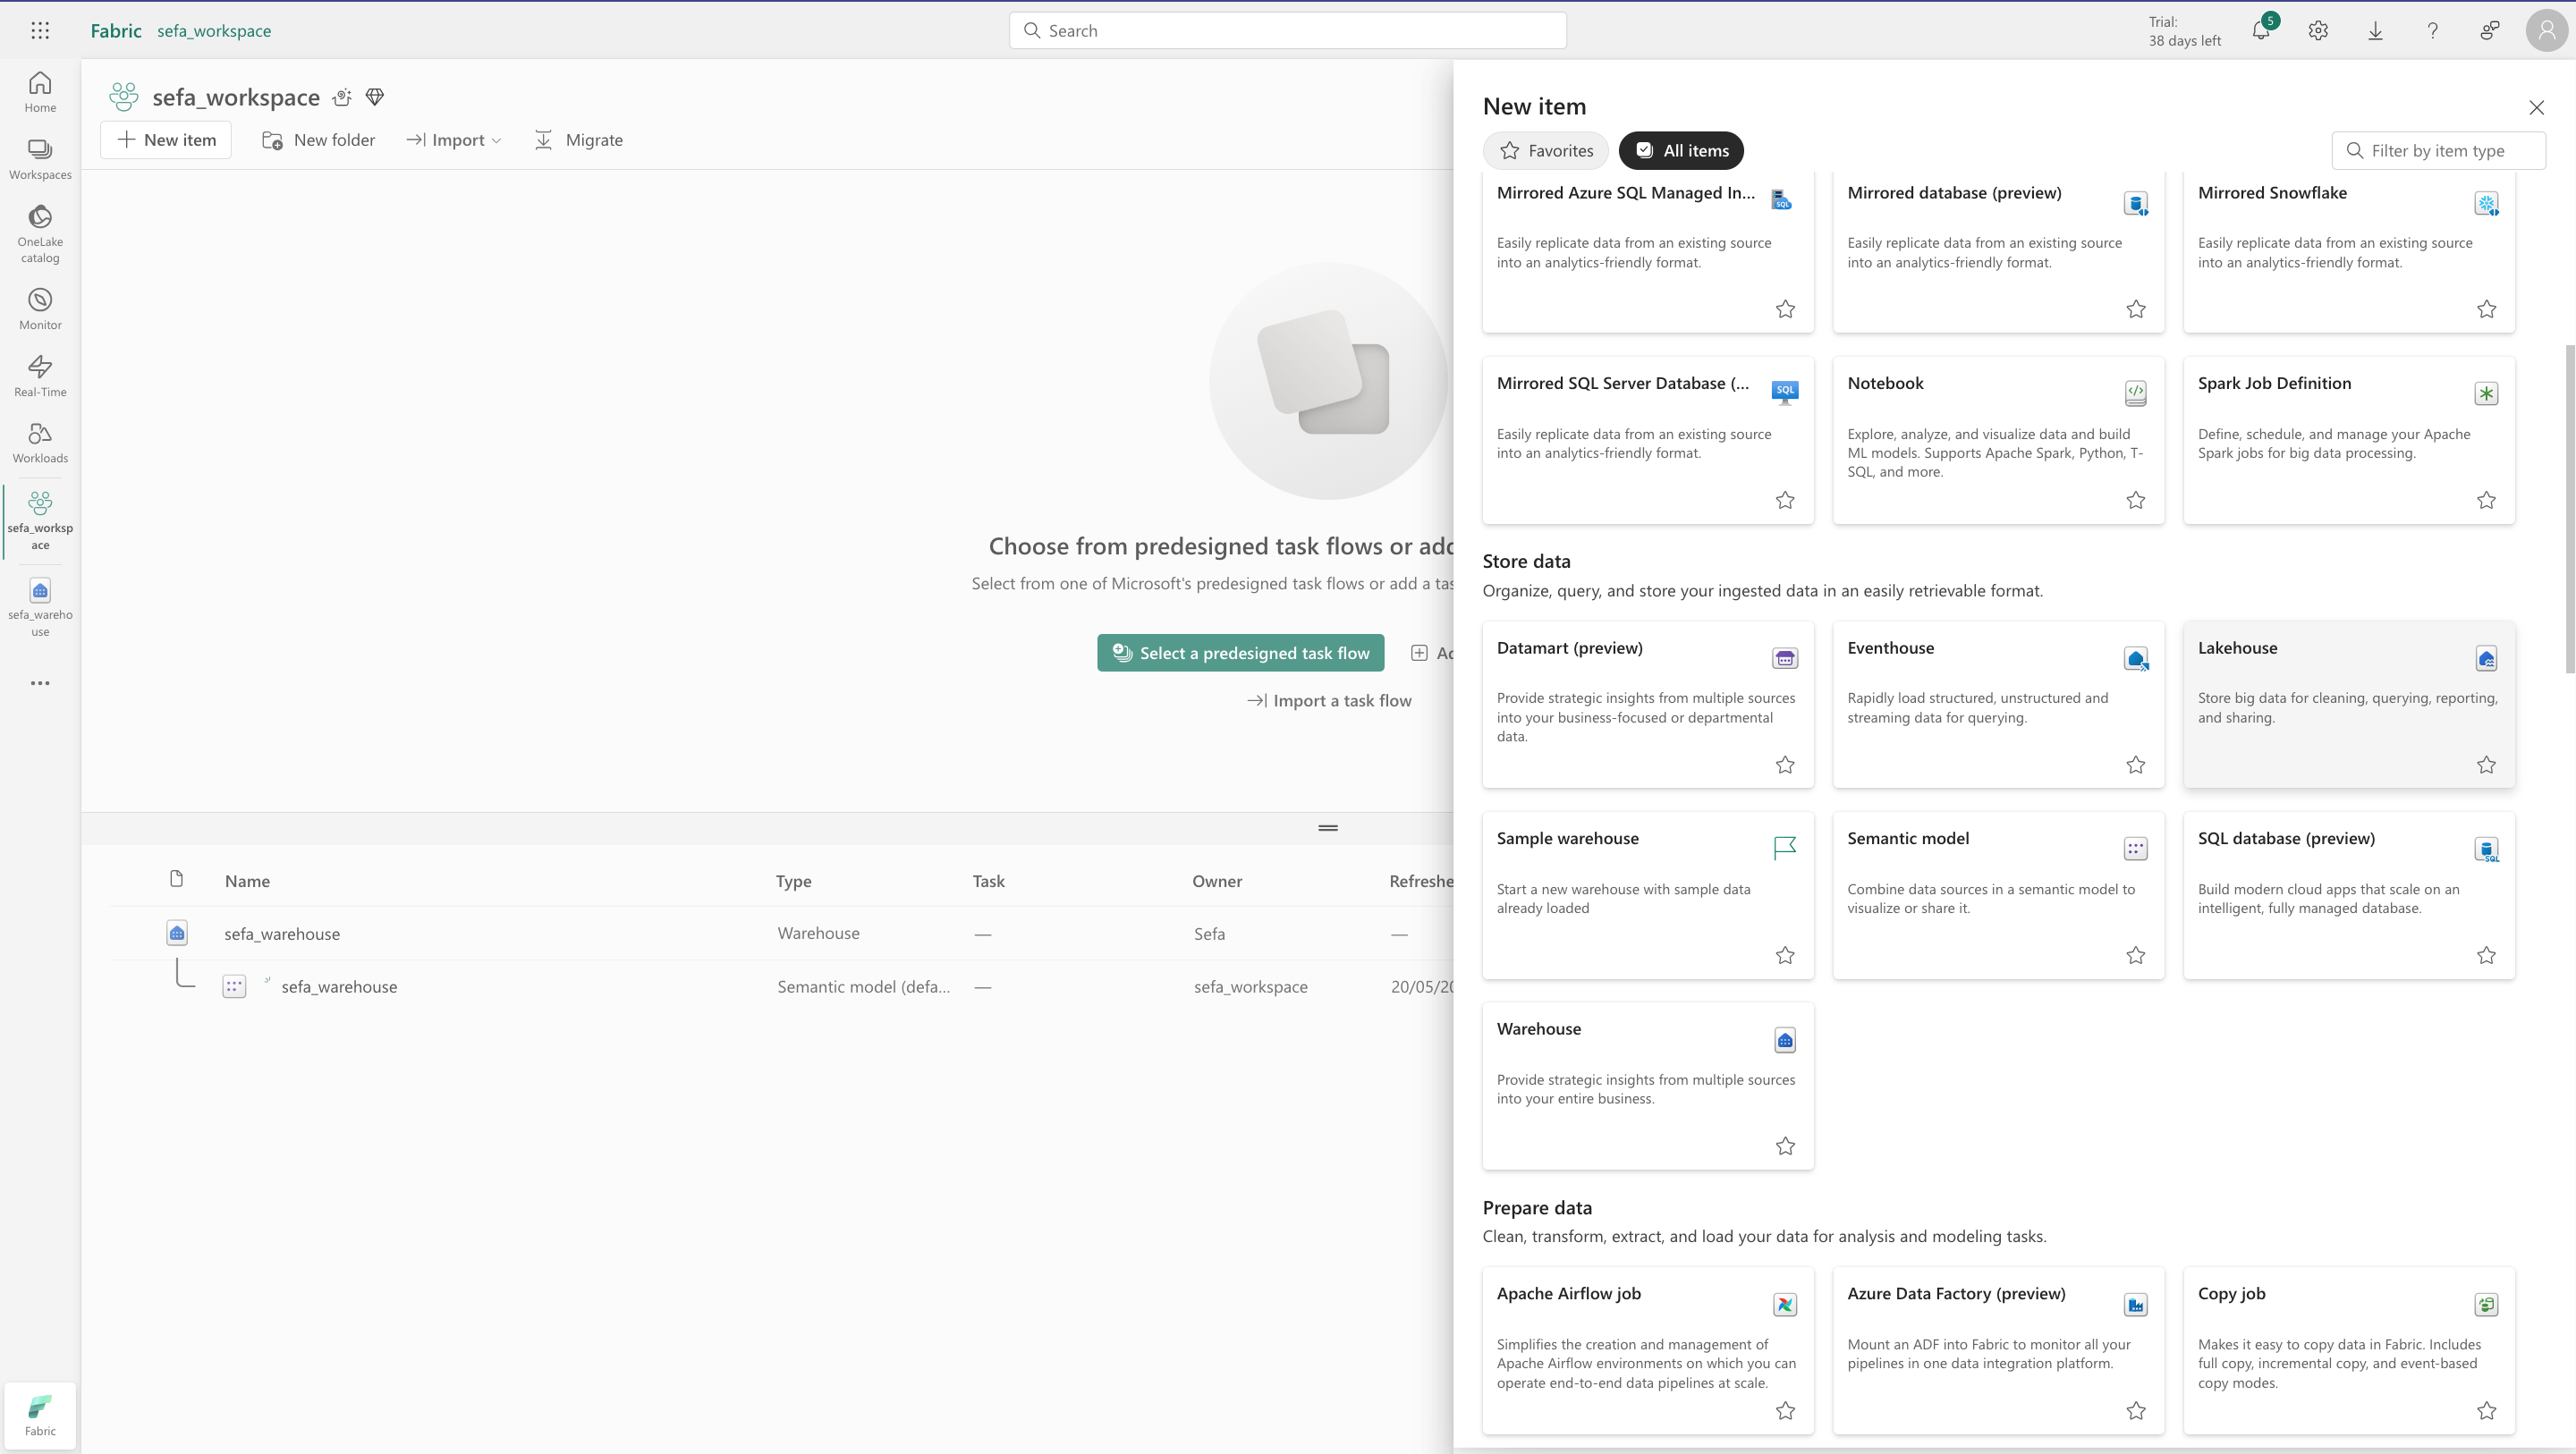 Fabric sefa_workspace
Search
Trial:
38 days left
5
Home
Workspaces
OneLake
catalog
Monitor
Real-Time
Workloads
sefa_worksp
ace
sefa_wareho
use
Fabric
sefa_workspace
New item
New folder
Import
Migrate
Choose from predesigned task flows or add
Select from one of Microsoft's predesigned task flows or add a tas
Select a predesigned task flow
Ad
Import a task flow
Name Type Task Owner Refreshe
sefa_warehouse Warehouse — Sefa —
sefa_warehouse Semantic model (defa... — sefa_workspace 20/05/20
New item
Favorites
All items
Filter by item type
Mirrored Azure SQL Managed In...
SQL
Easily replicate data from an existing source
into an analytics-friendly format.
Mirrored database (preview)
Easily replicate data from an existing source
into an analytics-friendly format.
Mirrored Snowflake
Easily replicate data from an existing source
into an analytics-friendly format.
Mirrored SQL Server Database (...
SQL
Easily replicate data from an existing source
into an analytics-friendly format.
Notebook
Explore, analyze, and visualize data and build
ML models. Supports Apache Spark, Python, T-
SQL, and more.
Spark Job Definition
Define, schedule, and manage your Apache
Spark jobs for big data processing.
Store data
Organize, query, and store your ingested data in an easily retrievable format.
Datamart (preview)
Provide strategic insights from multiple sources
into your business-focused or departmental
data.
Eventhouse
Rapidly load structured, unstructured and
streaming data for querying.
Lakehouse
Store big data for cleaning, querying, reporting,
and sharing.
Sample warehouse
Start a new warehouse with sample data
already loaded
Semantic model
Combine data sources in a semantic model to
visualize or share it.
SQL database (preview)
SQL
Build modern cloud apps that scale on an
intelligent, fully managed database.
Warehouse
Provide strategic insights from multiple sources
into your entire business.
Prepare data
Clean, transform, extract, and load your data for analysis and modeling tasks.
Apache Airflow job
Simplifies the creation and management of
Apache Airflow environments on which you can
operate end-to-end data pipelines at scale.
Azure Data Factory (preview)
Mount an ADF into Fabric to monitor all your
pipelines in one data integration platform.
Copy job
Makes it easy to copy data in Fabric. Includes
full copy, incremental copy, and event-based
copy modes.